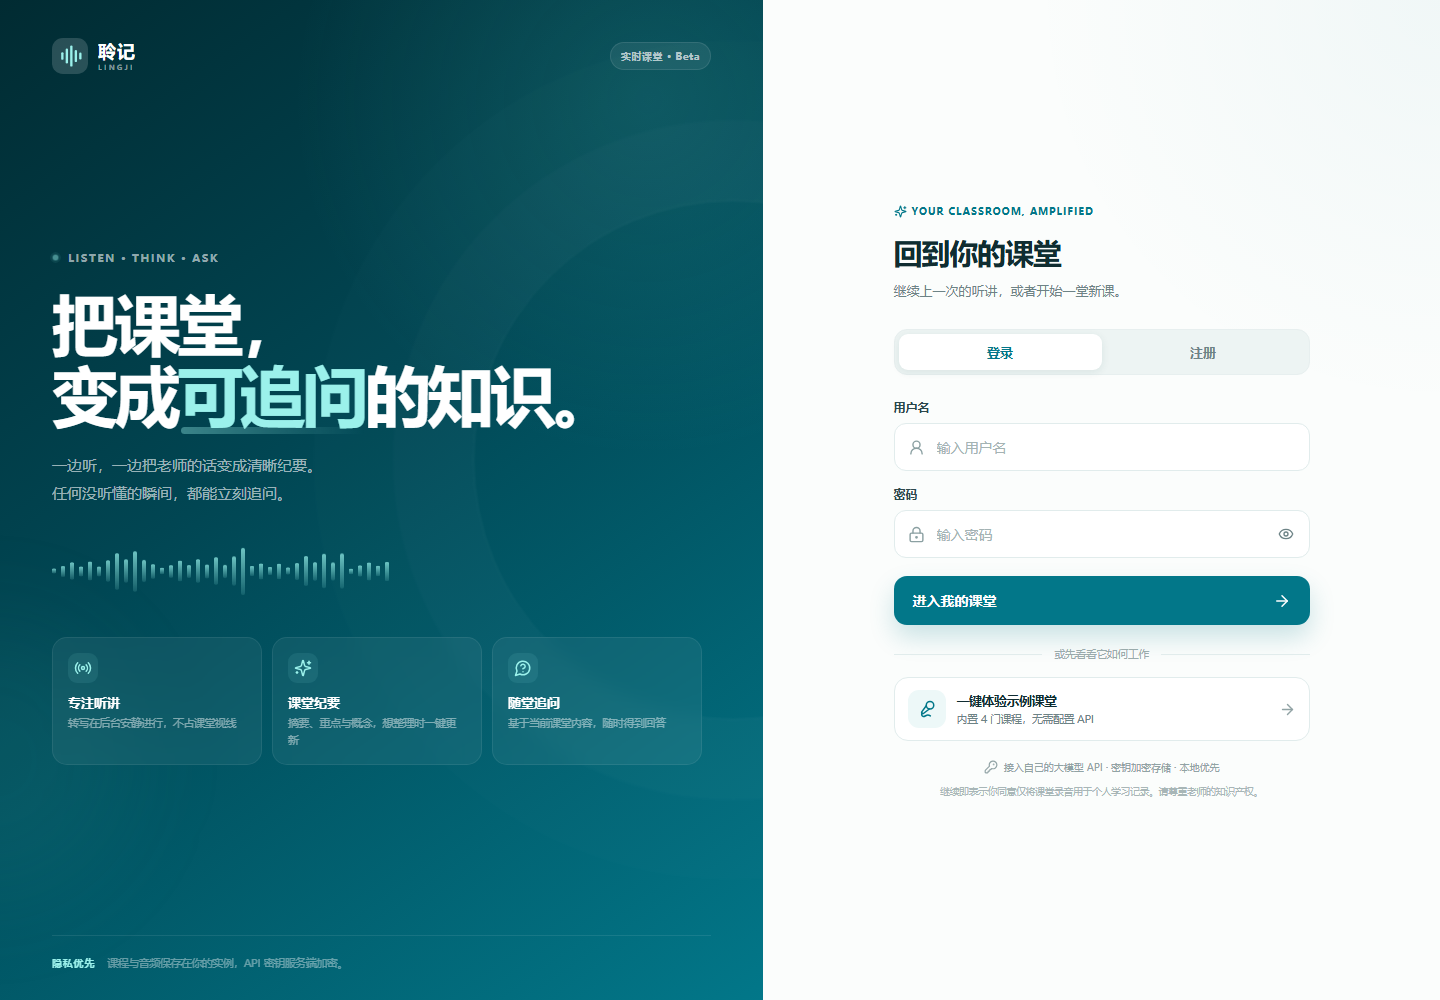 聆记
LINGJI
实时课堂 • Beta
LISTEN • THINK • ASK
把课堂，
变成可追问的知识。
一边听，一边把老师的话变成清晰纪要。
任何没听懂的瞬间，都能立刻追问。
专注听讲
转写在后台安静进行，不占课堂视线
课堂纪要
摘要、重点与概念，想整理时一键更
新
随堂追问
基于当前课堂内容，随时得到回答
隐私优先 课程与音频保存在你的实例，API 密钥服务端加密。
YOUR CLASSROOM, AMPLIFIED
回到你的课堂
继续上一次的听讲，或者开始一堂新课。
登录 注册
用户名
输入用户名
密码
输入密码
进入我的课堂
或先看看它如何工作
一键体验示例课堂
内置 4 门课程，无需配置 API
接入自己的大模型 API · 密钥加密存储 · 本地优先
继续即表示你同意仅将课堂录音用于个人学习记录。请尊重老师的知识产权。